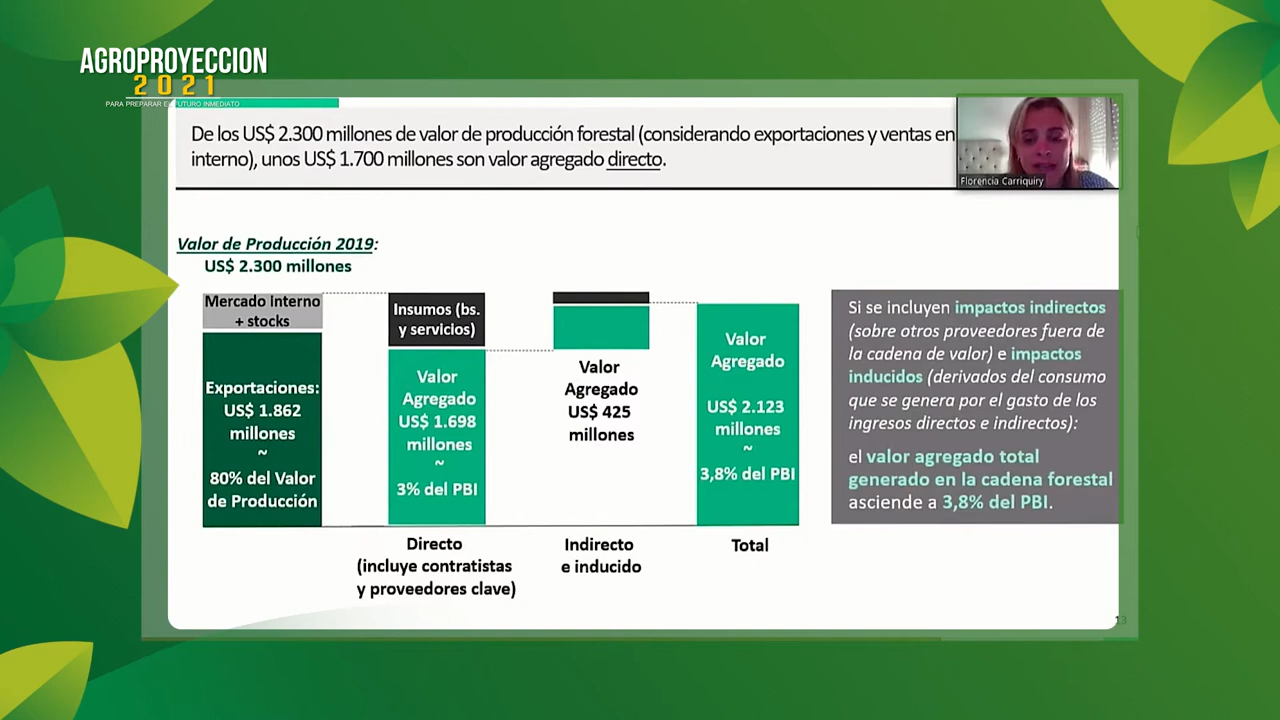 AGROPROYECCION
2021
PARA PREPARAR EL FUTURO INMEDIATO
De los US$ 2.300 millones de valor de producción forestal (considerando exportaciones y ventas en
interno), unos US$ 1.700 millones son valor agregado directo.
Florencia Carriquiry
Valor de Producción 2019:
US$ 2.300 millones
Mercado Interno
+ stocks
Exportaciones:
US$ 1.862
millones
~
80% del Valor
de Producción
Insumos (bs.
y servicios)
Valor
Agregado
US$ 1.698
millones
~
3% del PBI
Valor
Agregado
US$ 425
millones
Valor
Agregado
US$ 2.123
millones
~
3,8% del PBI
Directo
(incluye contratistas
y proveedores clave)
Indirecto
e inducido
Total
Si se incluyen impactos indirectos
(sobre otros proveedores fuera de
la cadena de valor) e impactos
inducidos (derivados del consumo
que se genera por el gasto de los
ingresos directos e indirectos):
el valor agregado total
generado en la cadena forestal
asciende a 3,8% del PBI.
13